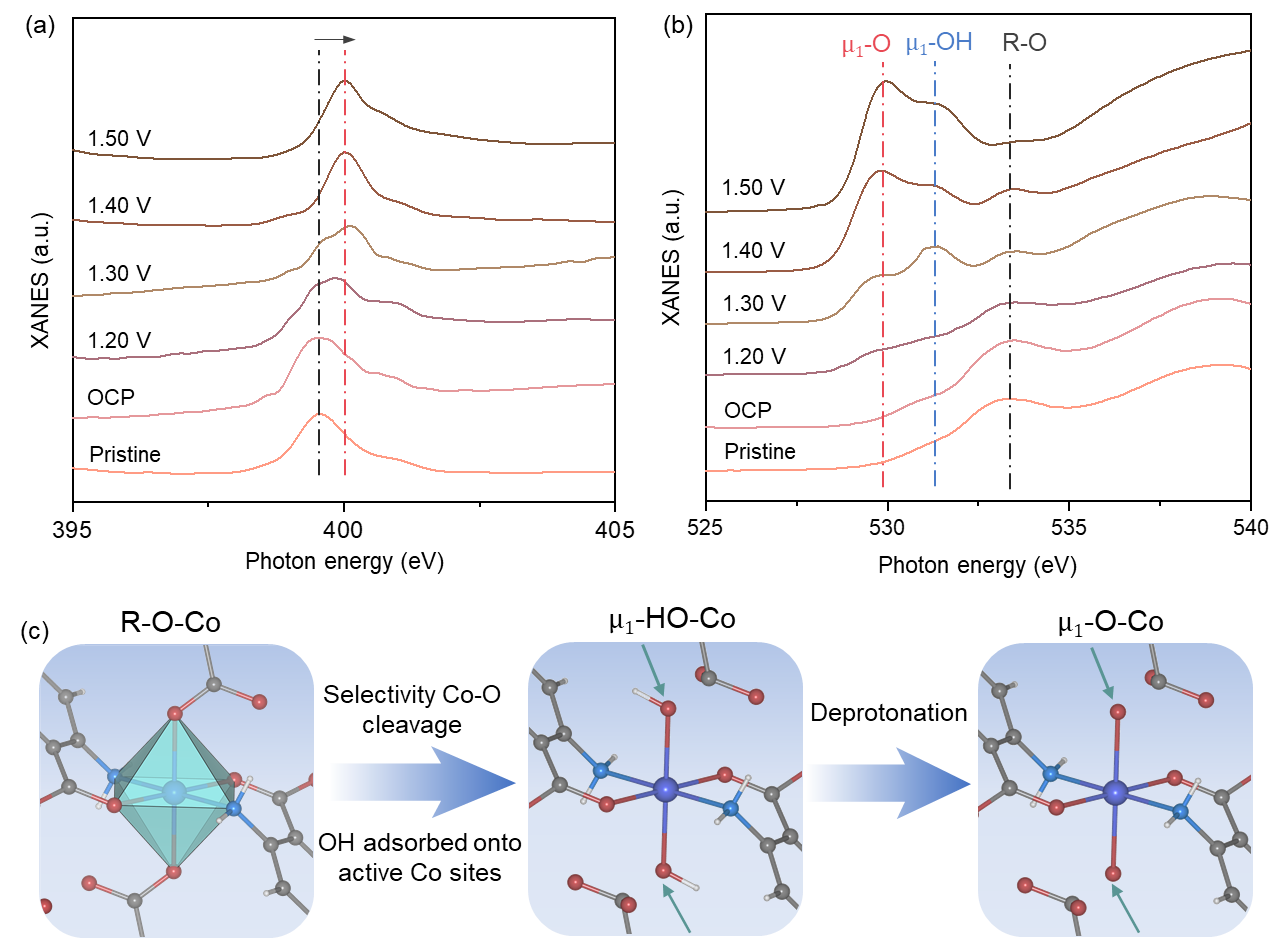 (a)
1.50 V
1.40 V
1.30 V
1.20 V
OCP
Pristine
XANES (a.u.)
395
400
405
Photon energy (eV)
(b)
μ₁-O
μ₁-OH
R-O
1.50 V
1.40 V
1.30 V
1.20 V
OCP
Pristine
XANES (a.u.)
525
530
535
540
Photon energy (eV)
(c)
R-O-Co
Selectivity Co-O
cleavage
OH adsorbed onto
active Co sites
μ₁-HO-Co
Deprotonation
μ₁-O-Co